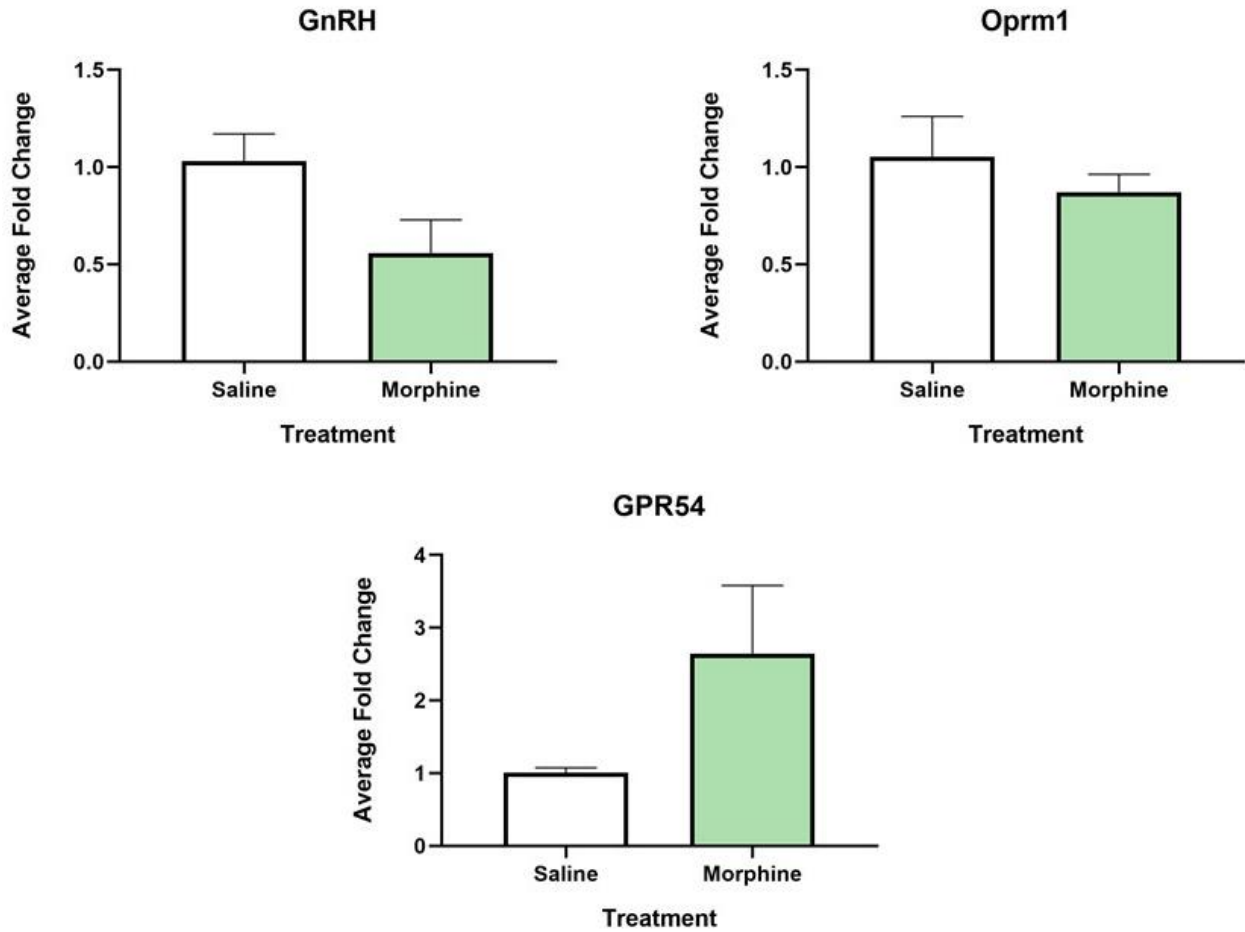 GnRH
Average Fold Change
1.5
1.0
0.5
0.0
Saline
Morphine
Treatment
Oprm1
Average Fold Change
1.5
1.0
0.5
0.0
Saline
Morphine
Treatment
GPR54
Average Fold Change
4
3
2
1
0
Saline
Morphine
Treatment